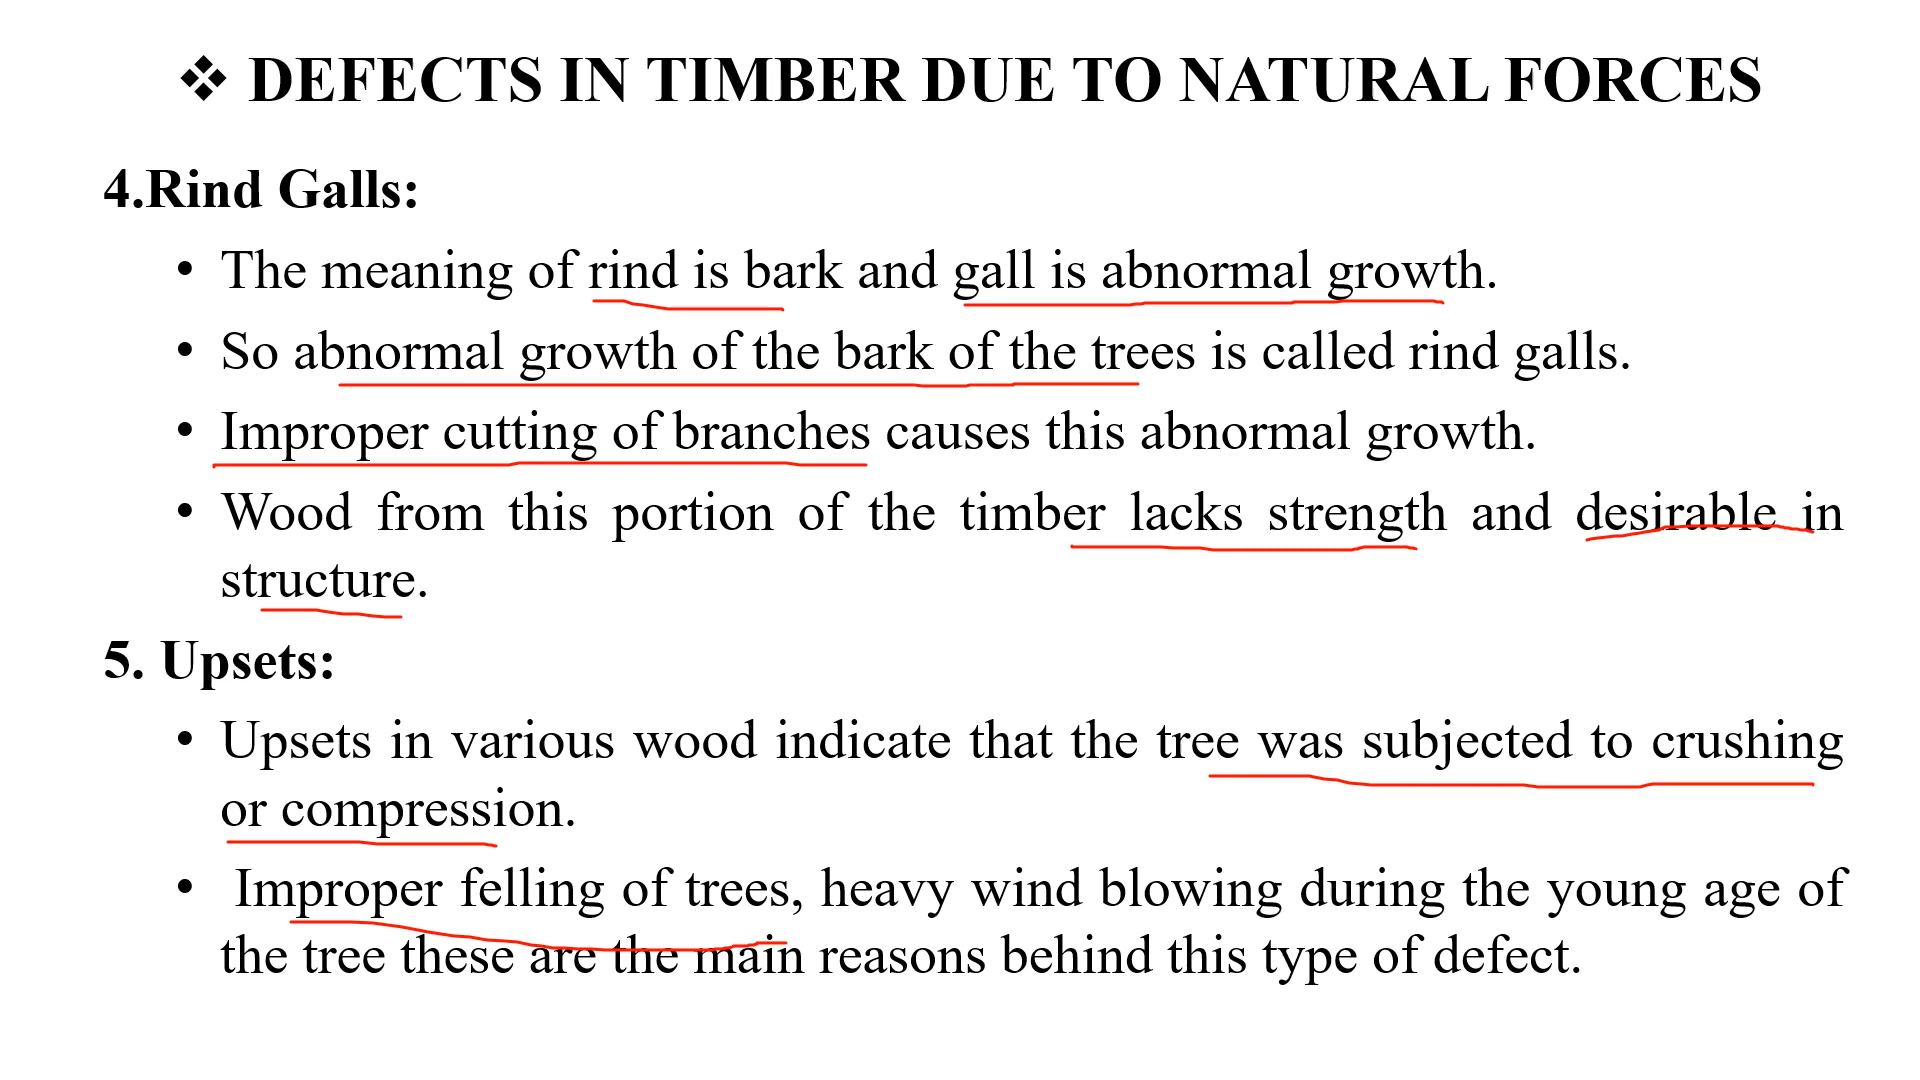 ❖ DEFECTS IN TIMBER DUE TO NATURAL FORCES
4.Rind Galls:
• The meaning of rind is bark and gall is abnormal growth.
• So abnormal growth of the bark of the trees is called rind galls.
• Improper cutting of branches causes this abnormal growth.
• Wood from this portion of the timber lacks strength and desirable in
structure.
5. Upsets:
• Upsets in various wood indicate that the tree was subjected to crushing
or compression.
• Improper felling of trees, heavy wind blowing during the young age of
the tree these are the main reasons behind this type of defect.